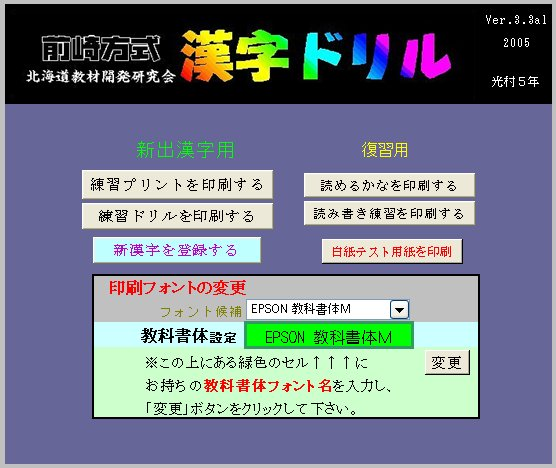 前崎方式
北海道教材開発研究会
漢字ドリル
Ver.3.3a1
2005
光村5年
新出漢字用
復習用
練習プリントを印刷する
読めるかなを印刷する
練習ドリルを印刷する
読み書き練習を印刷する
新漢字を登録する
白紙テスト用紙を印刷
印刷フォントの変更
フォント候補 EPSON 教科書体M
教科書体設定 EPSON 教科書体M
※この上にある緑色のセル↑↑↑に
変更
お持ちの教科書体フォント名を入力し、
「変更」ボタンをクリックして下さい。